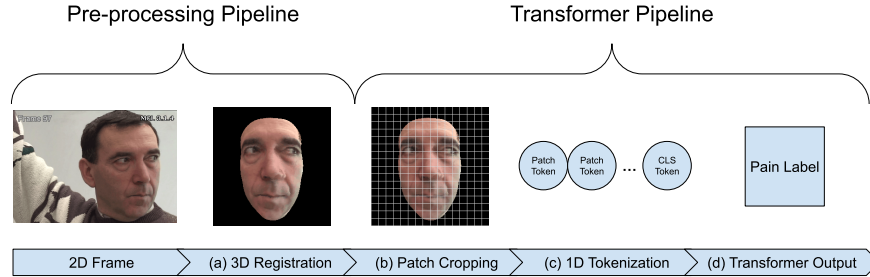 Pre-processing Pipeline
Transformer Pipeline
Frame 97
Patch
Token
Patch
Token
...
CLS
Token
Pain Label
2D Frame
(a) 3D Registration
(b) Patch Cropping
(c) 1D Tokenization
(d) Transformer Output